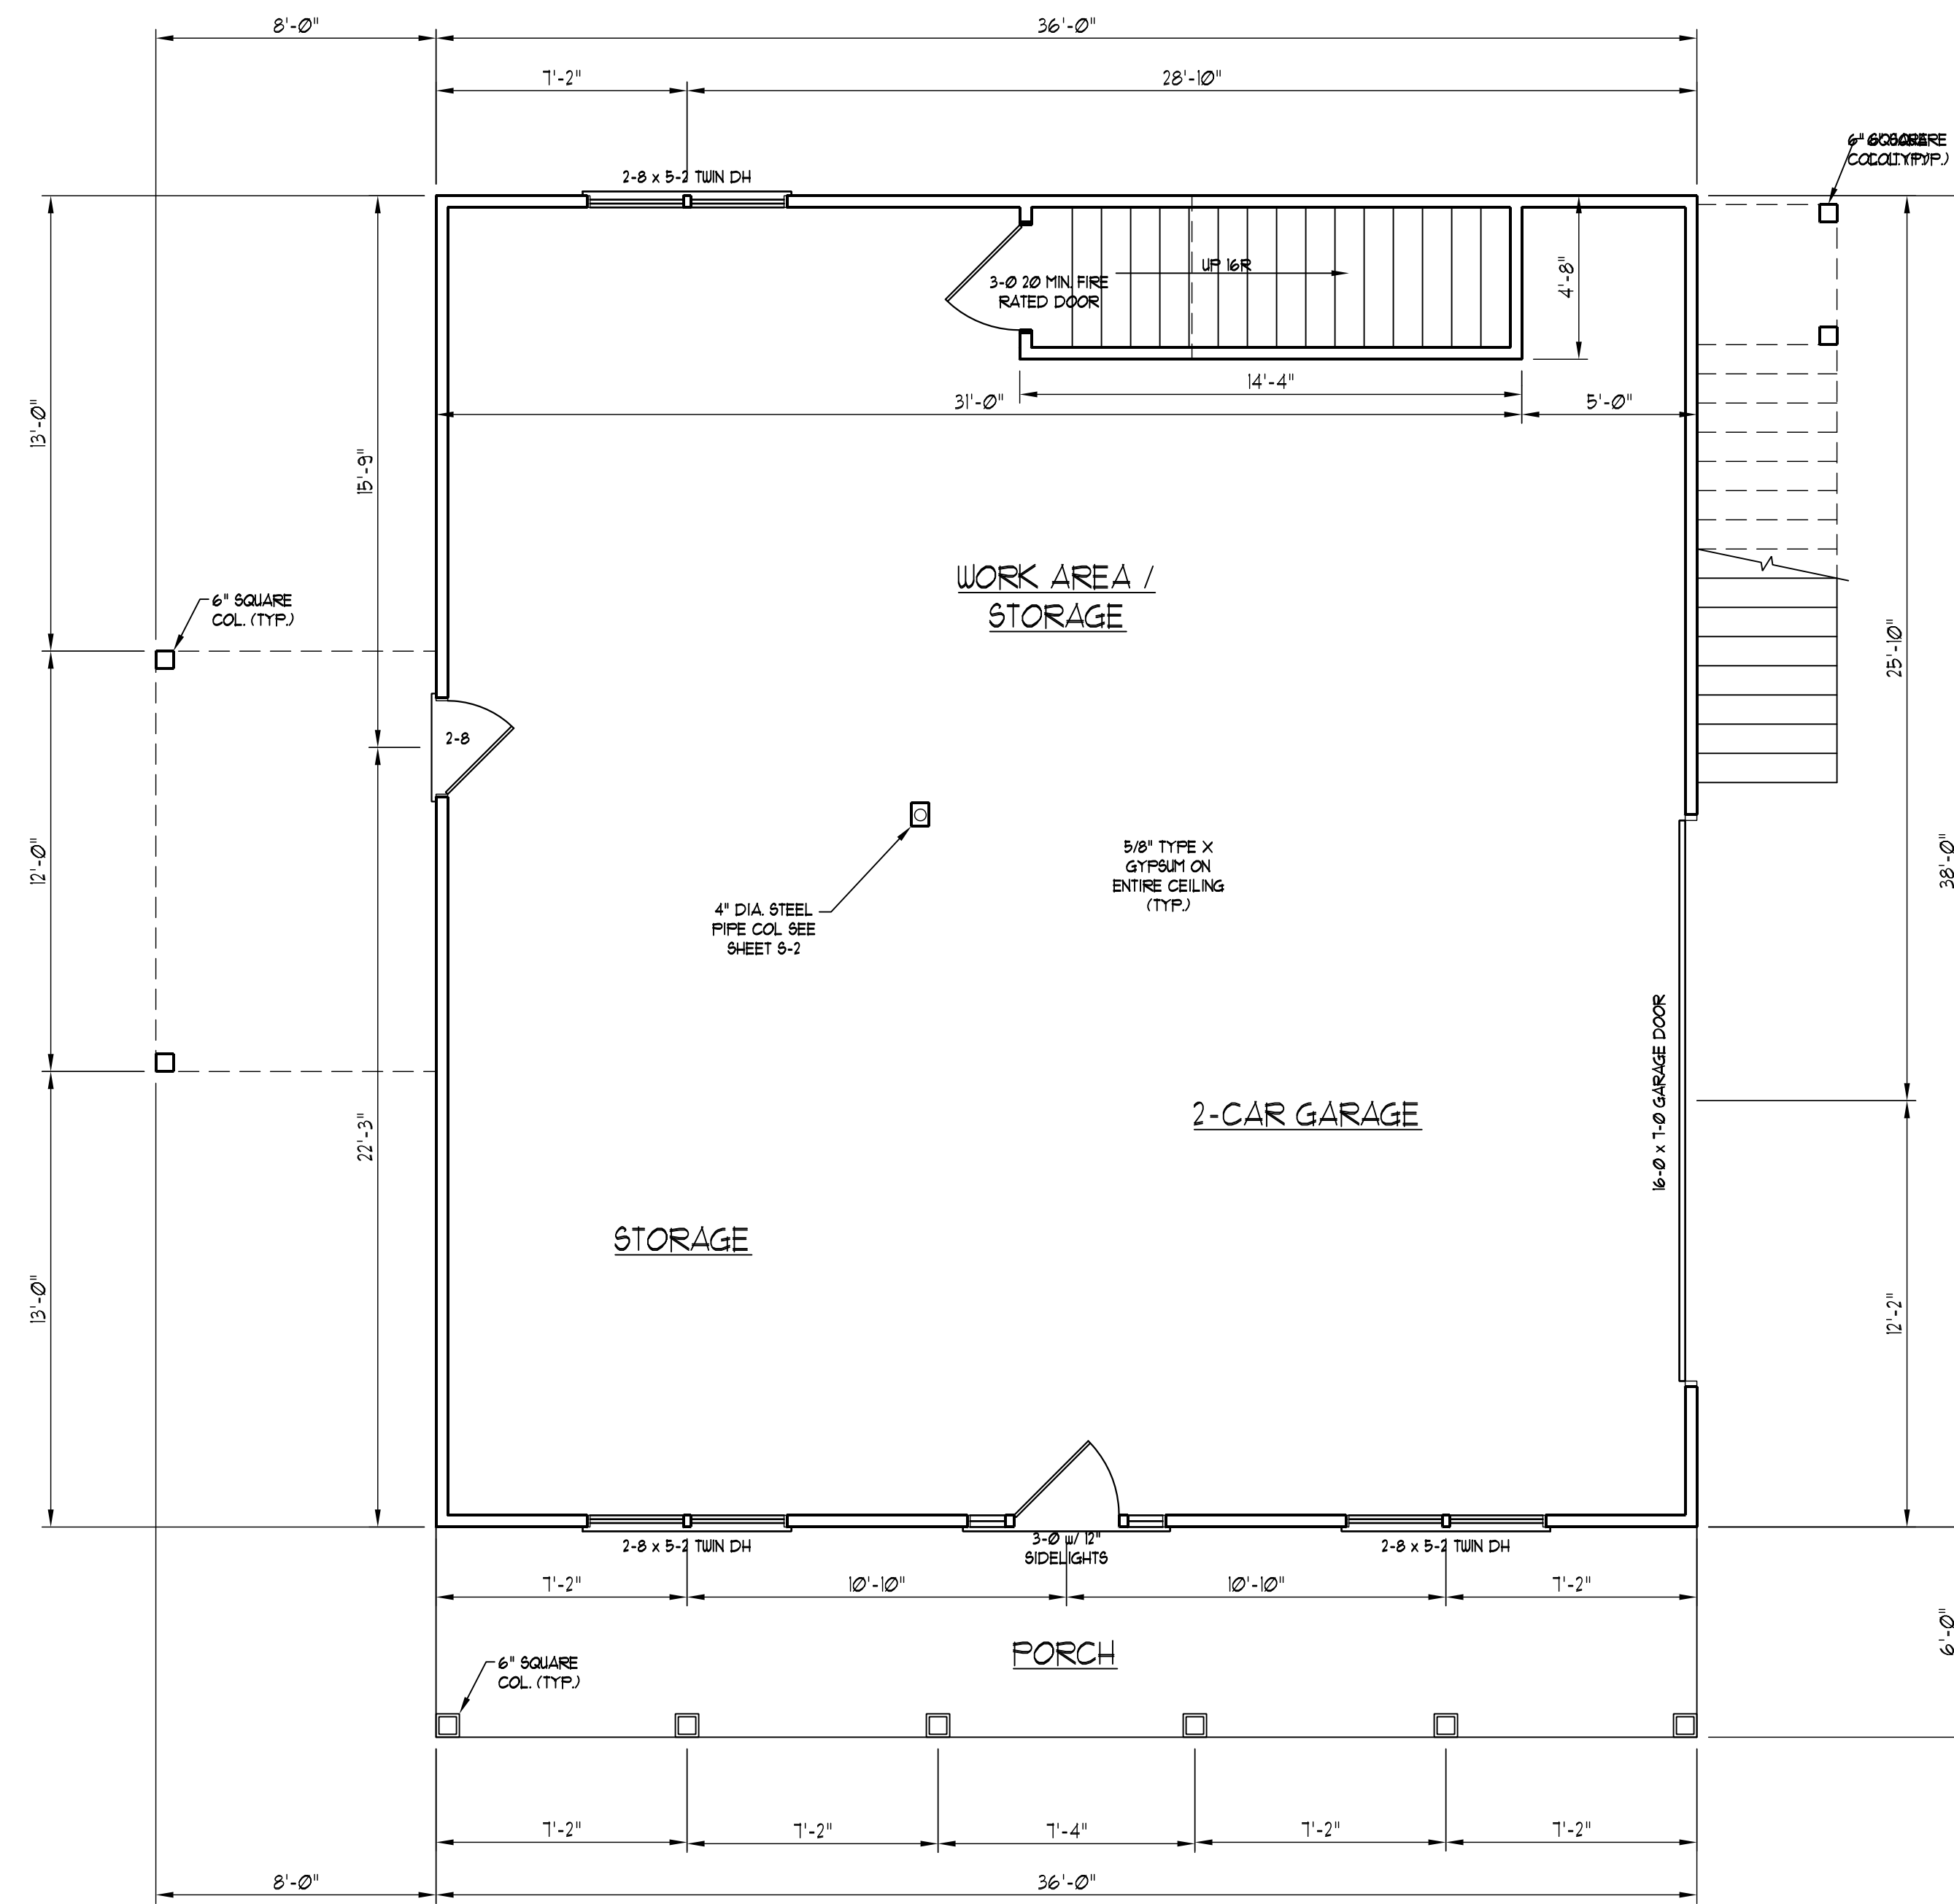 8'-0"
36'-0"
7'-2"
28'-10"
2-8 x 5-2 TWIN DH
6" SQUARE
COL. (TYP.)
UP 16R
3-0 20 MIN. FIRE
RATED DOOR
4'-8"
14'-4"
31'-0"
5'-0"
13'-0"
15'-9"
WORK AREA /
STORAGE
6" SQUARE
COL. (TYP.)
25'-10"
2-8
12'-0"
5/8" TYPE X
GYPSUM ON
ENTIRE CEILING
(TYP.)
38'-0"
4" DIA. STEEL
PIPE COL SEE
SHEET S-2
16-0 x 7-0 GARAGE DOOR
2-CAR GARAGE
22'-3"
STORAGE
13'-0"
12'-2"
2-8 x 5-2 TWIN DH
3-0 w/ 12"
SIDELIGHTS
2-8 x 5-2 TWIN DH
7'-2"
10'-10"
10'-10"
7'-2"
6'-0"
PORCH
6" SQUARE
COL. (TYP.)
7'-2"
7'-2"
7'-4"
7'-2"
7'-2"
8'-0"
36'-0"